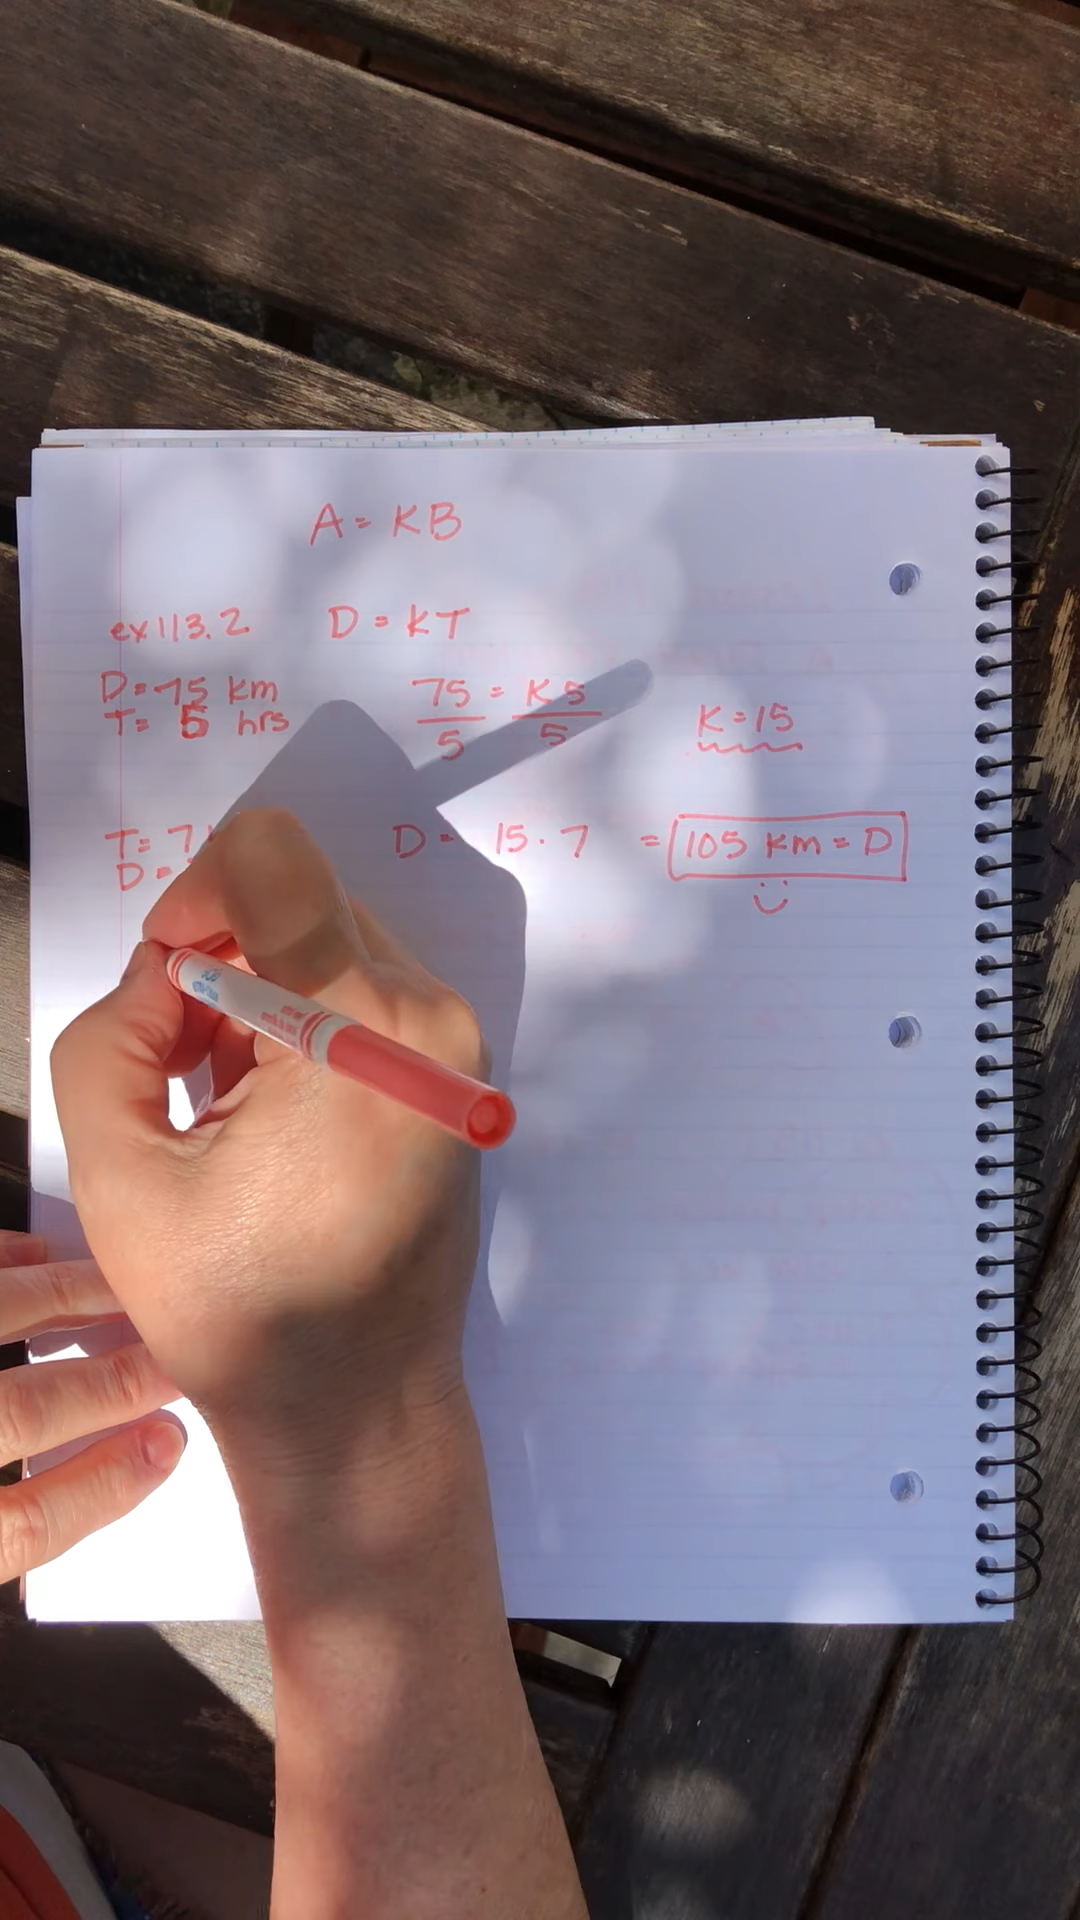 A = KB
ex 113.2 D = KT
D = 75 km 75 = K5
T = 5 hrs 5 5 K = 15
T = 7 D = 15 · 7 = 105 km = D
D =